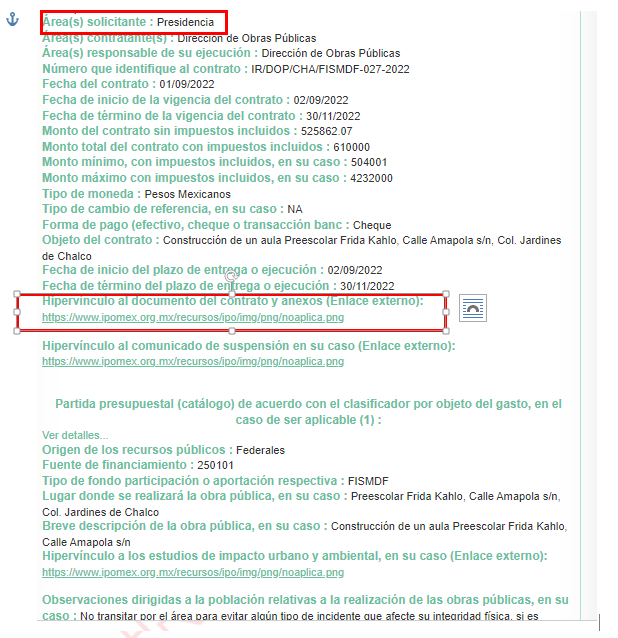 Área(s) solicitante : Presidencia
Área(s) contratante(s) : Dirección de Obras Públicas
Área(s) responsable de su ejecución : Dirección de Obras Públicas
Número que identifique al contrato : IR/DOP/CHA/FISMDF-027-2022
Fecha del contrato : 01/09/2022
Fecha de inicio de la vigencia del contrato : 02/09/2022
Fecha de término de la vigencia del contrato : 30/11/2022
Monto del contrato sin impuestos incluidos : 525862.07
Monto total del contrato con impuestos incluidos : 610000
Monto mínimo, con impuestos incluidos, en su caso : 504001
Monto máximo con impuestos incluidos, en su caso : 4232000
Tipo de moneda : Pesos Mexicanos
Tipo de cambio de referencia, en su caso : NA
Forma de pago (efectivo, cheque o transacción banc : Cheque
Objeto del contrato : Construcción de un aula Preescolar Frida Kahlo, Calle Amapola s/n, Col. Jardines
de Chalco
Fecha de inicio del plazo de entrega o ejecución : 02/09/2022
Fecha de término del plazo de entrega o ejecución : 30/11/2022
Hipervínculo al documento del contrato y anexos (Enlace externo):
https://www.ipomex.org.mx/recursos/ipo/img/png/noaplica.png
Hipervínculo al comunicado de suspensión en su caso (Enlace externo):
https://www.ipomex.org.mx/recursos/ipo/img/png/noaplica.png
Partida presupuestal (catálogo) de acuerdo con el clasificador por objeto del gasto, en el
caso de ser aplicable (1) :
Ver detalles...
Origen de los recursos públicos : Federales
Fuente de financiamiento : 250101
Tipo de fondo participación o aportación respectiva : FISMDF
Lugar donde se realizará la obra pública, en su caso : Preescolar Frida Kahlo, Calle Amapola s/n,
Col. Jardines de Chalco
Breve descripción de la obra pública, en su caso : Construcción de un aula Preescolar Frida Kahlo,
Calle Amapola s/n
Hipervínculo a los estudios de impacto urbano y ambiental, en su caso (Enlace externo):
https://www.ipomex.org.mx/recursos/ipo/img/png/noaplica.png
Observaciones dirigidas a la población relativas a la realización de las obras públicas, en su
caso : No transitar por el área para evitar algún tipo de incidente que afecte su integridad física, si es